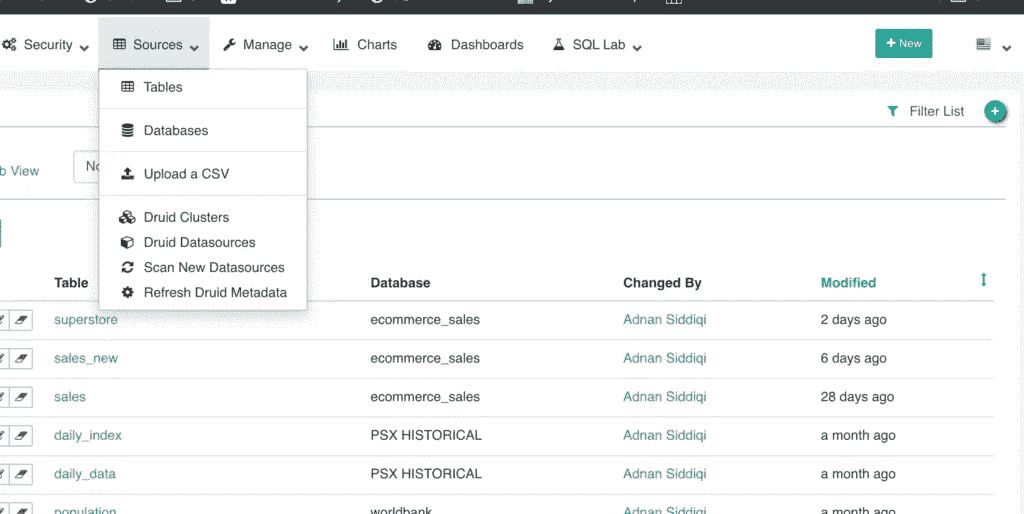 Security Sources Manage Charts Dashboards SQL Lab + New
Tables
Databases
Filter List +
Upload a CSV
b View No
Druid Clusters
Druid Datasources
Scan New Datasources
Refresh Druid Metadata
Table Database Changed By Modified
superstore ecommerce_sales Adnan Siddiqi 2 days ago
sales_new ecommerce_sales Adnan Siddiqi 6 days ago
sales ecommerce_sales Adnan Siddiqi 28 days ago
daily_index PSX HISTORICAL Adnan Siddiqi a month ago
daily_data PSX HISTORICAL Adnan Siddiqi a month ago
population worldbank Adnan Siddiqi a month ago